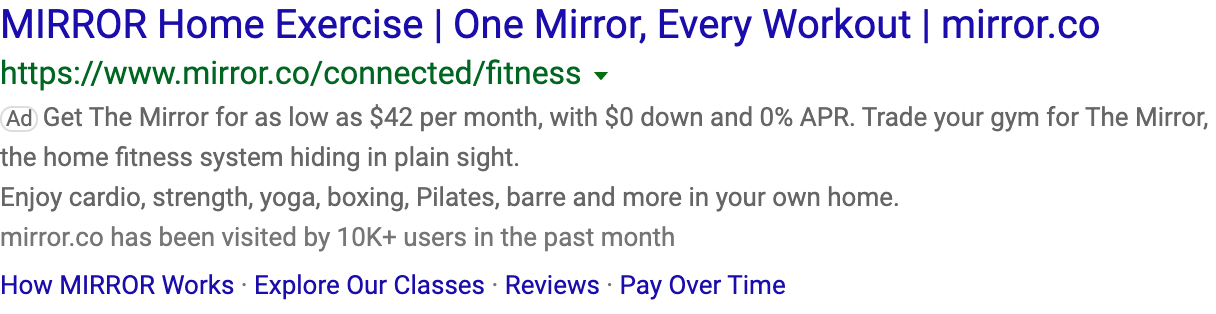 MIRROR Home Exercise | One Mirror, Every Workout | mirror.co
https://www.mirror.co/connected/fitness
Ad Get The Mirror for as low as $42 per month, with $0 down and 0% APR. Trade your gym for The Mirror,
the home fitness system hiding in plain sight.
Enjoy cardio, strength, yoga, boxing, Pilates, barre and more in your own home.
mirror.co has been visited by 10K+ users in the past month
How MIRROR Works · Explore Our Classes · Reviews · Pay Over Time